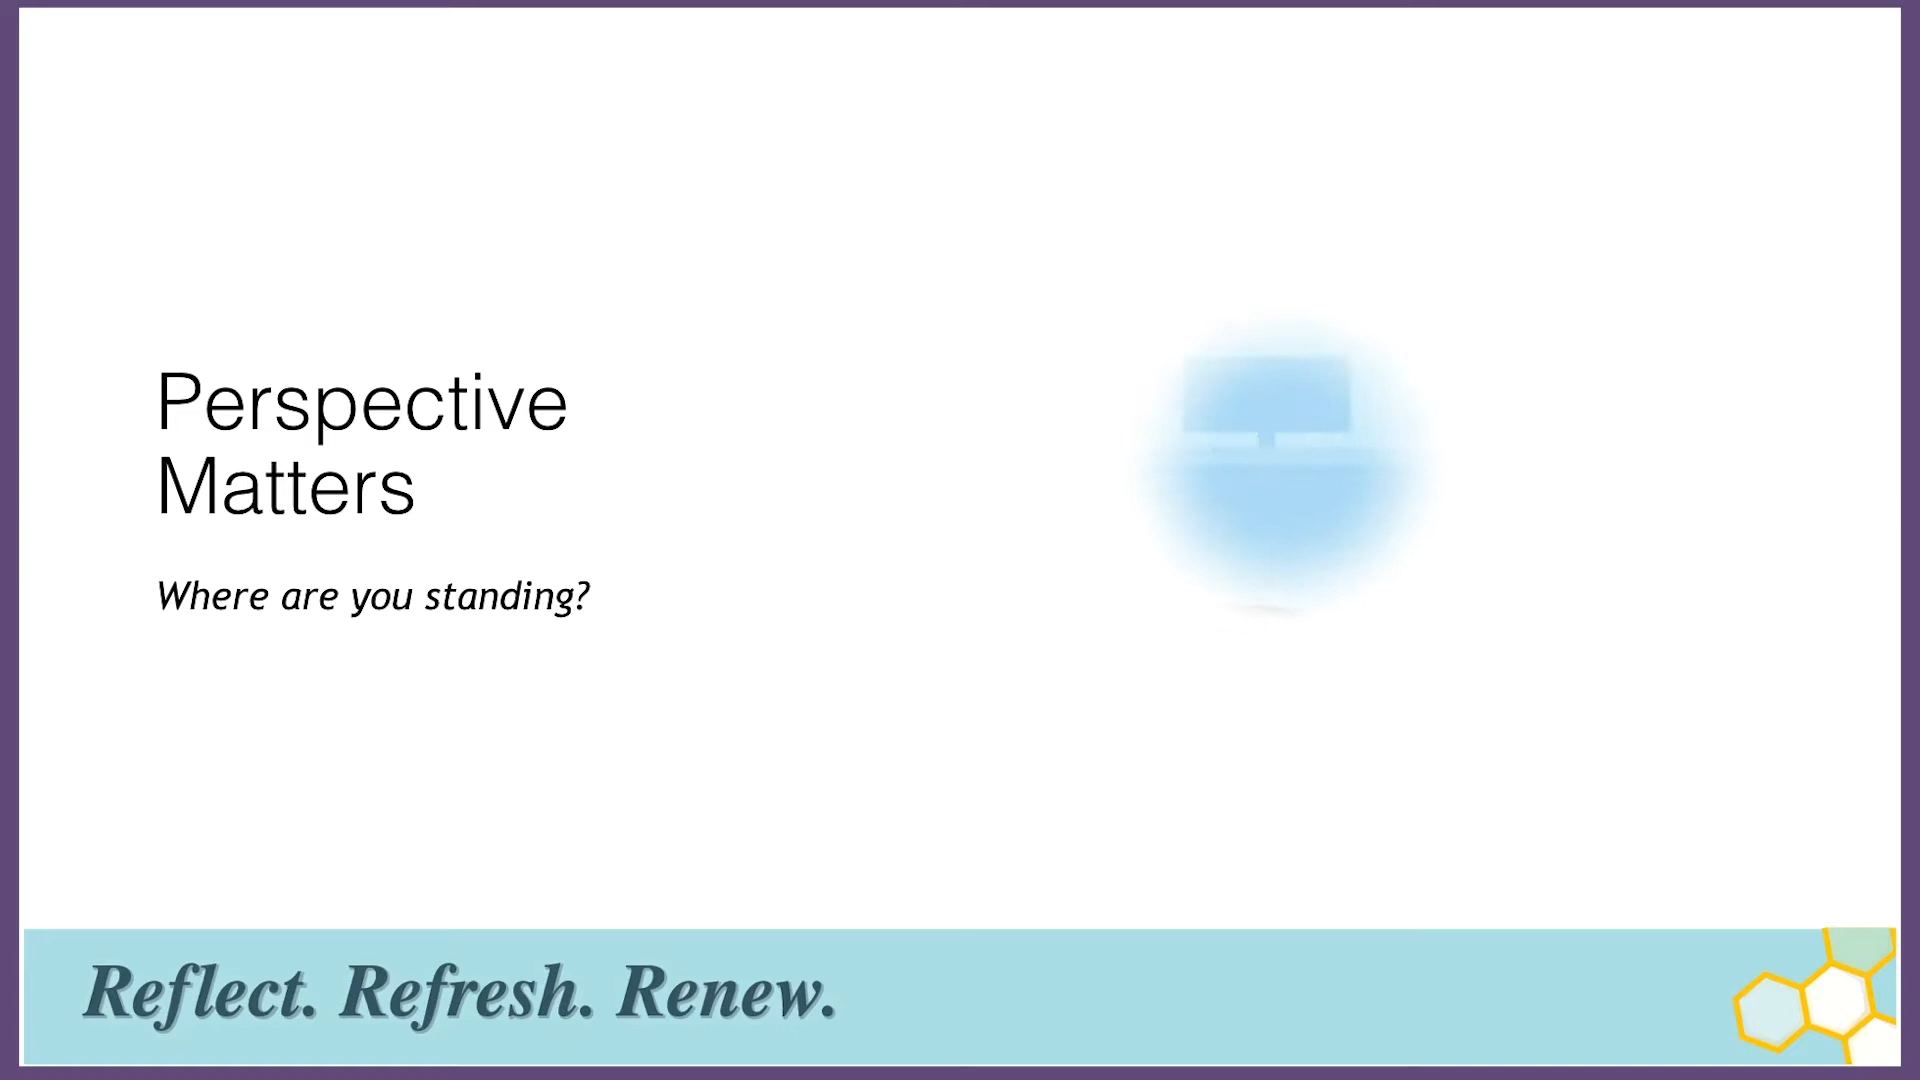 Perspective
Matters
Where are you standing?
Reflect. Refresh. Renew.